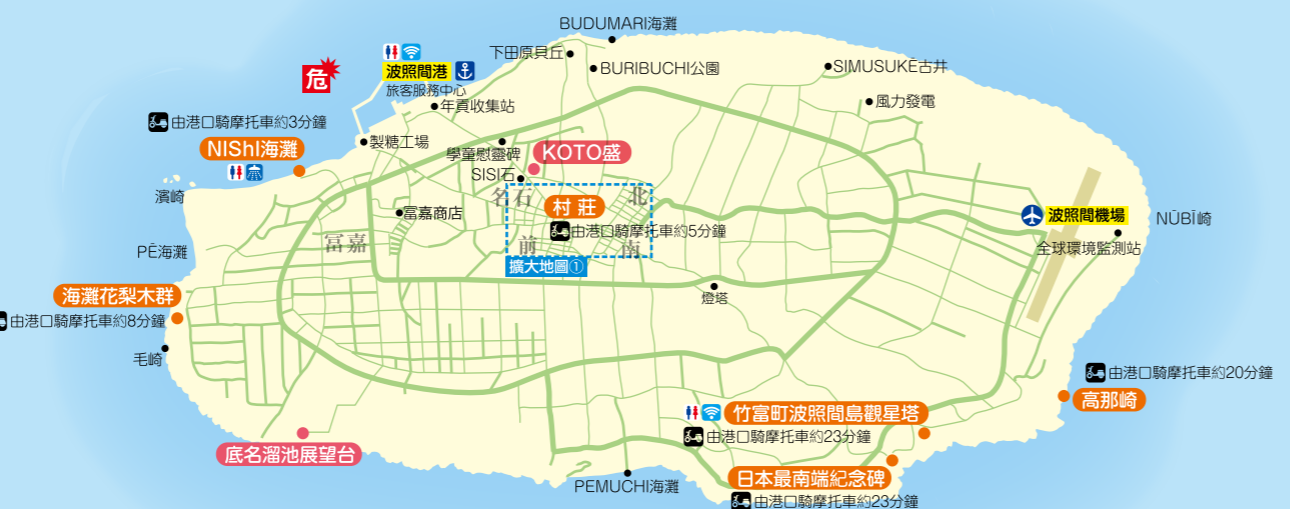 BUDUMARI海灘
下田原貝丘
BURIBUCHI公園
SIMUSUKĒ古井
風力發電
危
波照間港
旅客服務中心
年貢收集站
由港口騎摩托車約3分鐘
NIShI海灘
製糖工場
學童慰靈碑
KOTO盛
SISI石
名石
北
村莊
由港口騎摩托車約5分鐘
前
南
擴大地圖①
濱崎
富嘉商店
冨嘉
PĒ海灘
波照間機場
NŪBĪ崎
全球環境監測站
海灘花梨木群
由港口騎摩托車約8分鐘
毛崎
燈塔
由港口騎摩托車約20分鐘
高那崎
竹富町波照間島觀星塔
由港口騎摩托車約23分鐘
底名溜池展望台
日本最南端紀念碑
由港口騎摩托車約23分鐘
PEMUCHI海灘